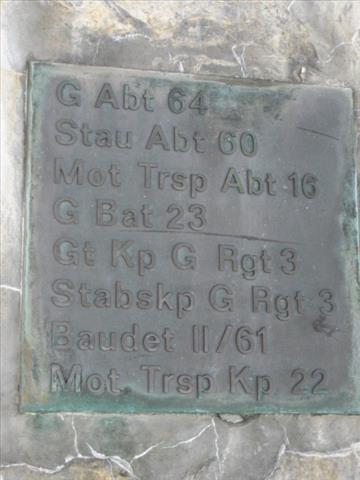 G Abt 64
Stau Abt 60
Mot Trsp Abt 16
G Bat 23
Gt Kp G Rgt 3
Stabskp G Rgt 3
Baudet II/61
Mot. Trsp Kp 22